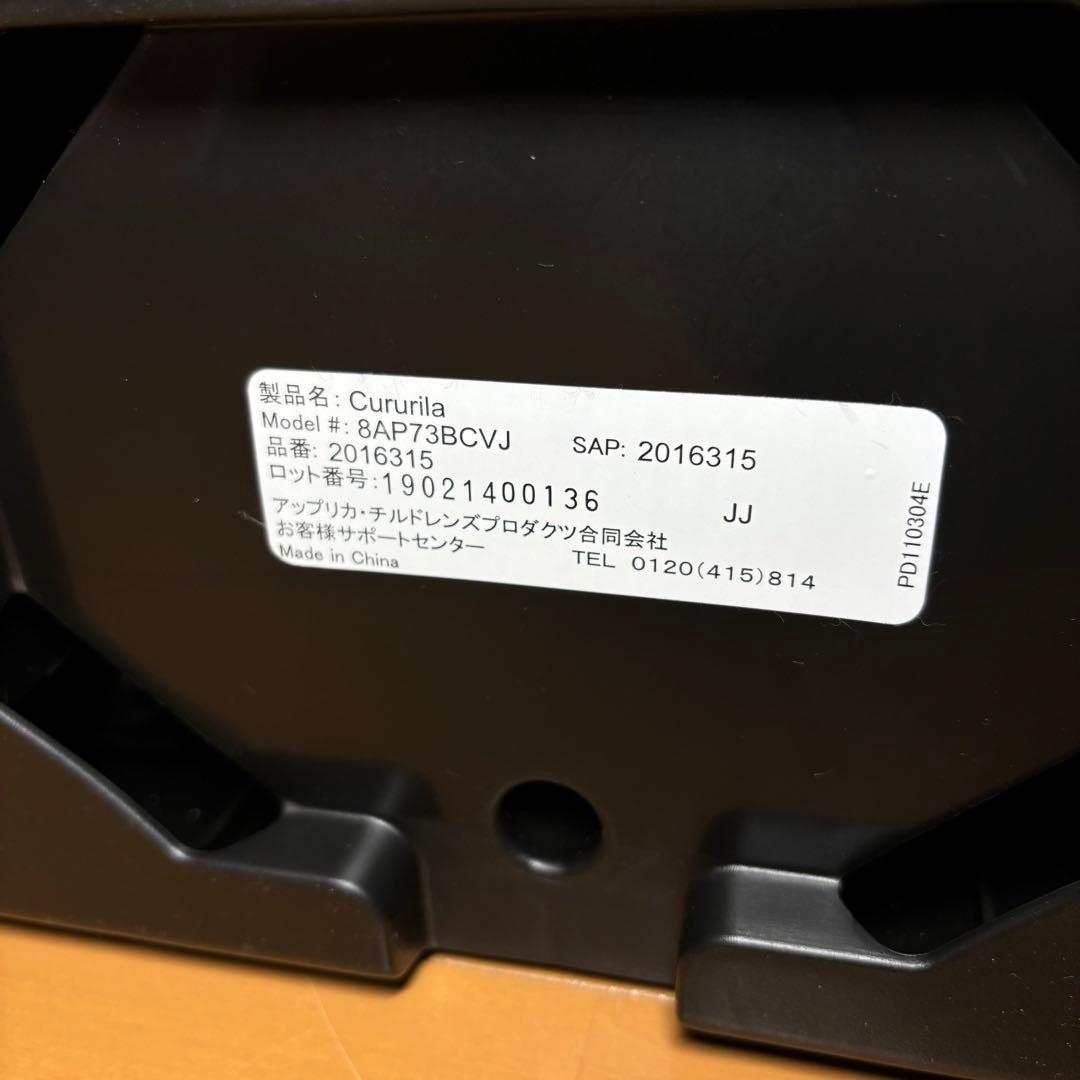 製品名: Cururila
Model #: 8AP73BCVJ SAP: 2016315
品番: 2016315
ロット番号:19021400136 JJ
アップリカ・チルドレンズプロダクツ合同会社
お客様サポートセンター TEL 0120(415)814
Made in China
PD110304E